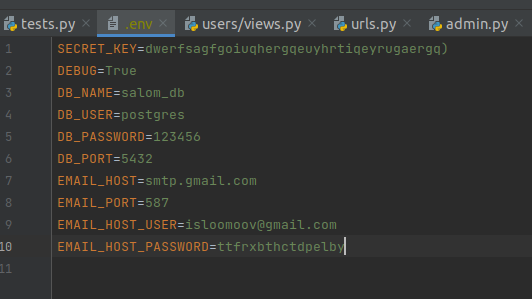 tests.py .env users/views.py urls.py admin.py
1 SECRET_KEY=dwerfsagfgoiuqhergqeuyhrtiqeyrugaergq)
2 DEBUG=True
3 DB_NAME=salom_db
4 DB_USER=postgres
5 DB_PASSWORD=123456
6 DB_PORT=5432
7 EMAIL_HOST=smtp.gmail.com
8 EMAIL_PORT=587
9 EMAIL_HOST_USER=isloomoov@gmail.com
10 EMAIL_HOST_PASSWORD=ttfrxbthctdpelby
11